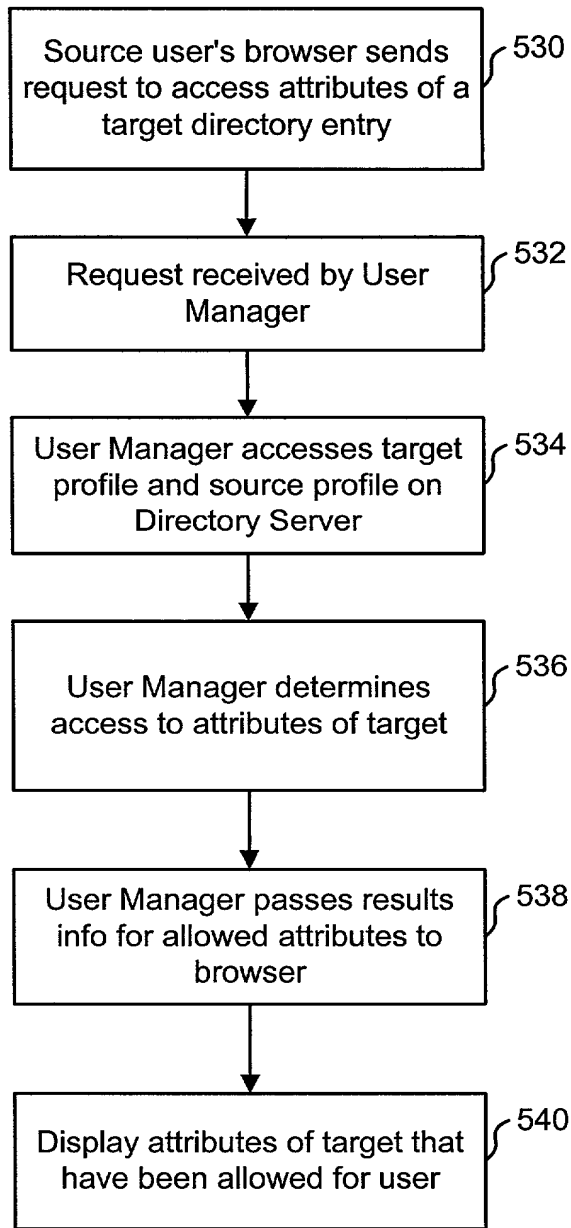 Source user's browser sends
request to access attributes of a
target directory entry
530
Request received by User
Manager
532
User Manager accesses target
profile and source profile on
Directory Server
534
User Manager determines
access to attributes of target
536
User Manager passes results
info for allowed attributes to
browser
538
Display attributes of target that
have been allowed for user
540